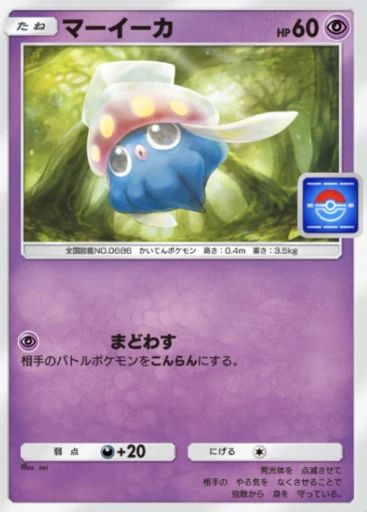 たね マーイーカ HP60
全国図鑑NO.0686 かいてんポケモン 高さ：0.4m 重さ：3.5kg
まどわす
相手のバトルポケモンをこんらんにする。
弱点 +20 にげる
illus. sui
発光体を 点滅させて
相手の やる気を なくさせることで
強敵から 身を 守っている。